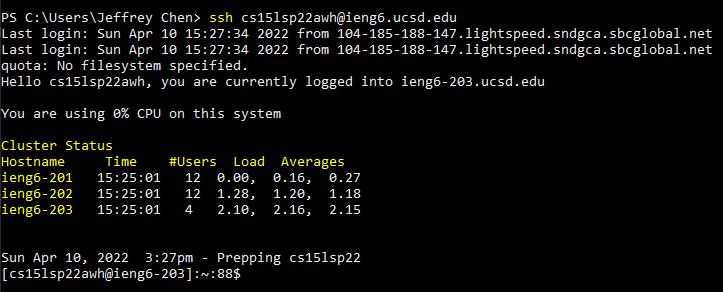 PS C:\Users\Jeffrey Chen> ssh cs15lsp22awh@ieng6.ucsd.edu
Last login: Sun Apr 10 15:27:34 2022 from 104-185-188-147.lightspeed.sndgca.sbcglobal.net
Last login: Sun Apr 10 15:27:34 2022 from 104-185-188-147.lightspeed.sndgca.sbcglobal.net
quota: No filesystem specified.
Hello cs15lsp22awh, you are currently logged into ieng6-203.ucsd.edu
You are using 0% CPU on this system
Cluster Status
Hostname Time #Users Load Averages
ieng6-201 15:25:01 12 0.00, 0.16, 0.27
ieng6-202 15:25:01 12 1.28, 1.20, 1.18
ieng6-203 15:25:01 4 2.10, 2.16, 2.15
Sun Apr 10, 2022 3:27pm - Prepping cs15lsp22
[cs15lsp22awh@ieng6-203]:~:88$